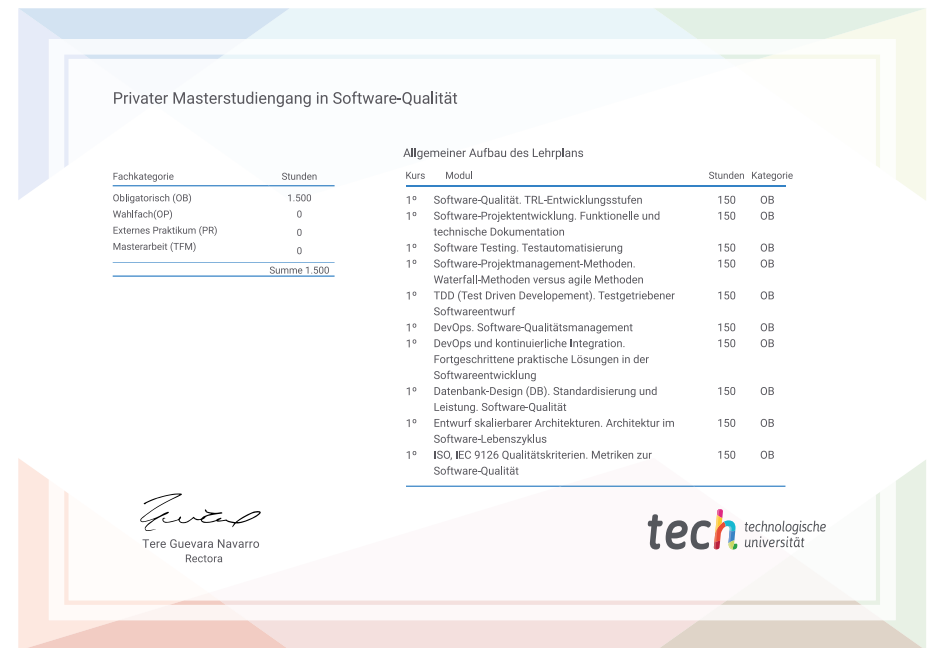 Privater Masterstudiengang in Software-Qualität
Fachkategorie Stunden
Obligatorisch (OB) 1.500
Wahlfach(OP) 0
Externes Praktikum (PR) 0
Masterarbeit (TFM) 0
Summe 1.500
Allgemeiner Aufbau des Lehrplans
Kurs Modul Stunden Kategorie
1º Software-Qualität. TRL-Entwicklungsstufen 150 OB
1º Software-Projektentwicklung. Funktionelle und 150 OB
technische Dokumentation
1º Software Testing. Testautomatisierung 150 OB
1º Software-Projektmanagement-Methoden. 150 OB
Waterfall-Methoden versus agile Methoden
1º TDD (Test Driven Developement). Testgetriebener 150 OB
Softwareentwurf
1º DevOps. Software-Qualitätsmanagement 150 OB
1º DevOps und kontinuierliche Integration. 150 OB
Fortgeschrittene praktische Lösungen in der
Softwareentwicklung
1º Datenbank-Design (DB). Standardisierung und 150 OB
Leistung. Software-Qualität
1º Entwurf skalierbarer Architekturen. Architektur im 150 OB
Software-Lebenszyklus
1º ISO, IEC 9126 Qualitätskriterien. Metriken zur 150 OB
Software-Qualität
Tere Guevara Navarro
Rectora
tech technologische
universität